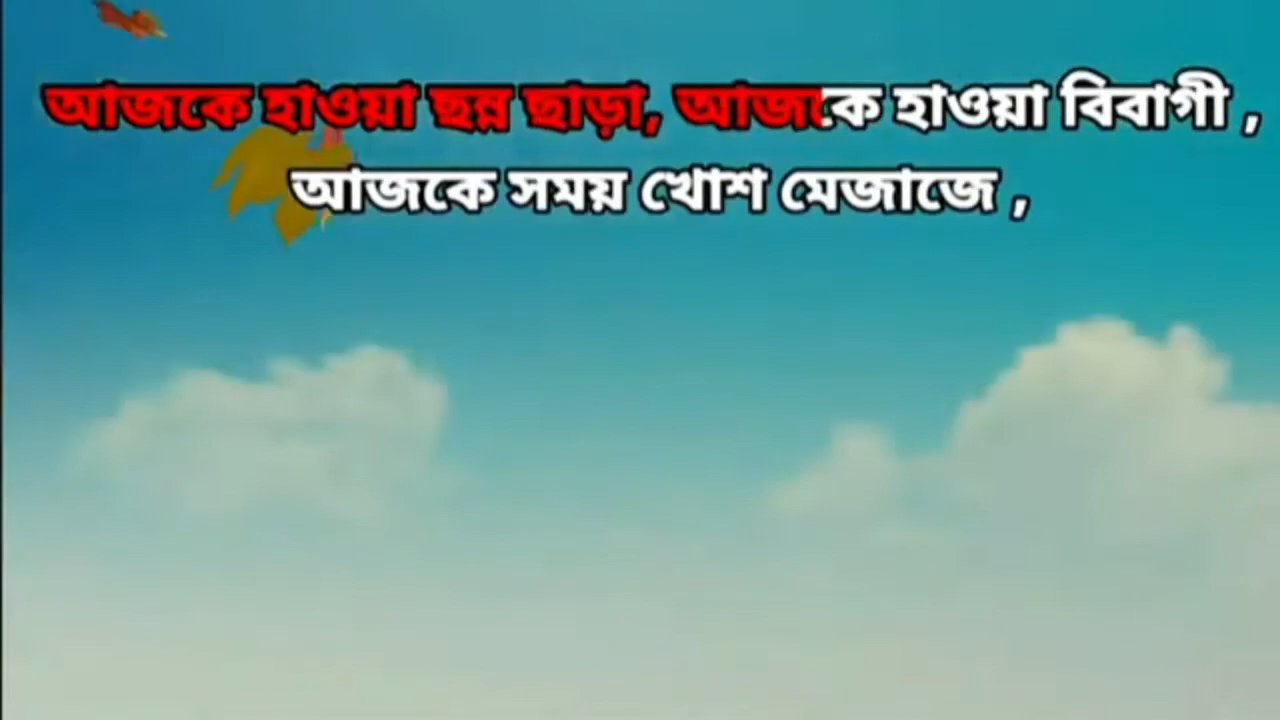 আজকে হাওয়া ছন্ন ছাড়া, আজকে হাওয়া বিবাগী ,
আজকে সময় খোশ মেজাজে ,